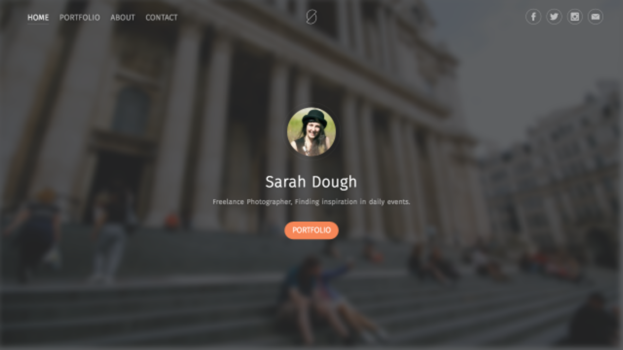 HOME PORTFOLIO ABOUT CONTACT
Sarah Dough
Freelance Photographer, Finding inspiration in daily events.
PORTFOLIO